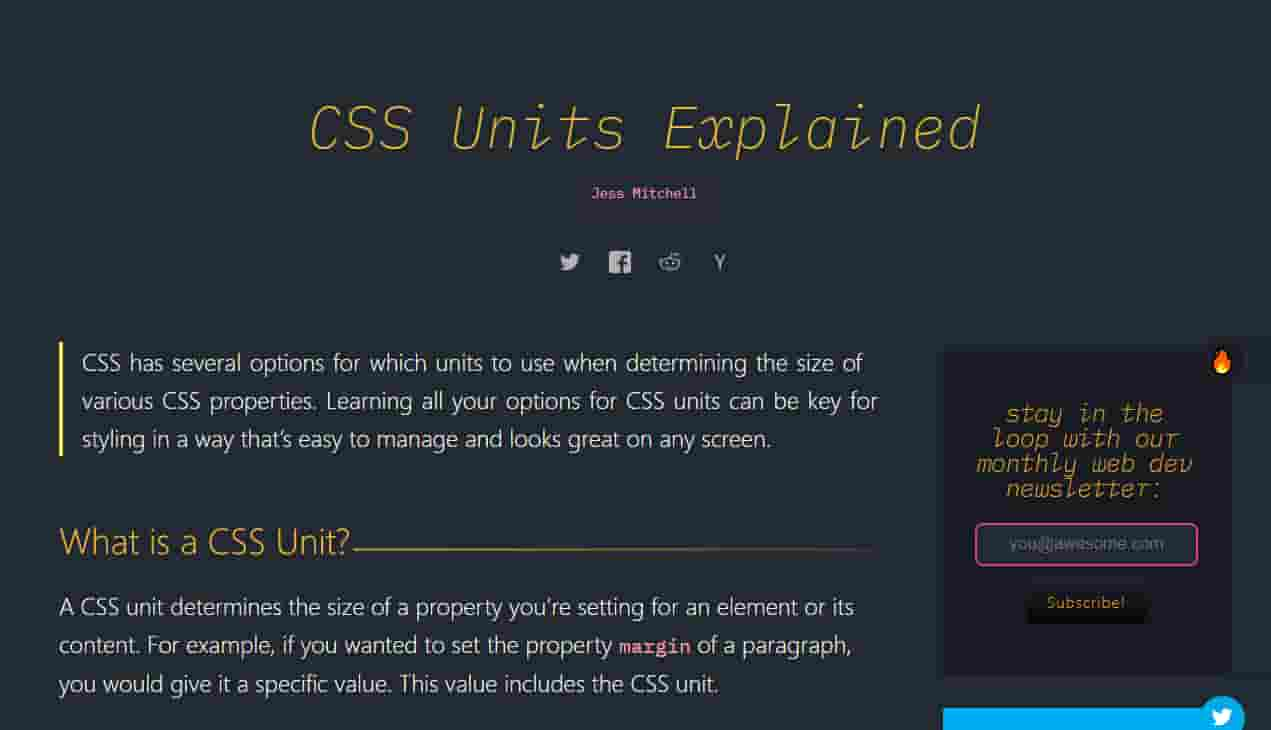 CSS Units Explained
Jess Mitchell
CSS has several options for which units to use when determining the size of
various CSS properties. Learning all your options for CSS units can be key for
styling in a way that's easy to manage and looks great on any screen.
What is a CSS Unit?
A CSS unit determines the size of a property you're setting for an element or its
content. For example, if you wanted to set the property margin of a paragraph,
you would give it a specific value. This value includes the CSS unit.
stay in the
loop with our
monthly web dev
newsletter:
you@awesome.com
Subscribe!